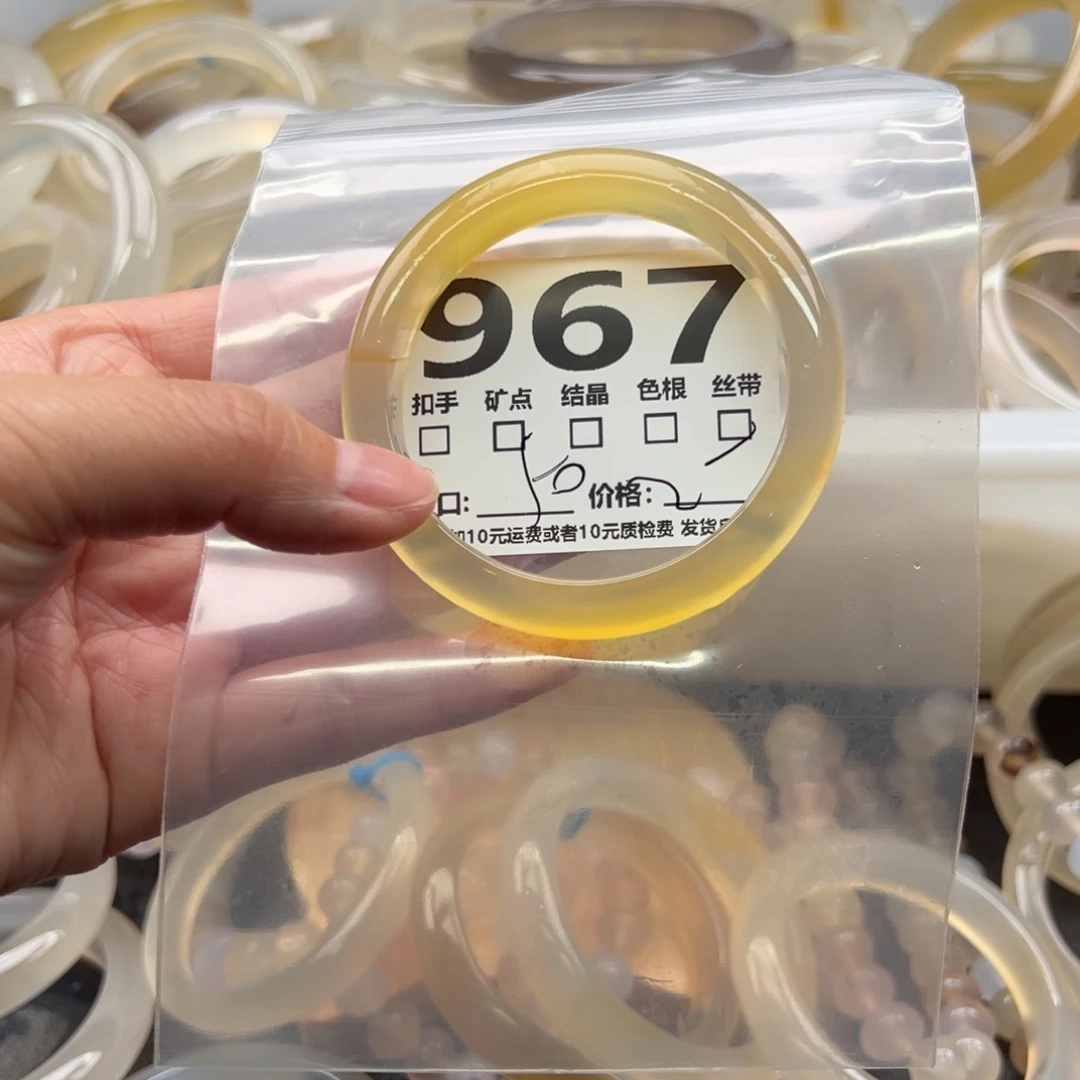 967
扣手 矿点 结晶 色根 丝带
口: 价格:
10元运费或者10元质检费 发货